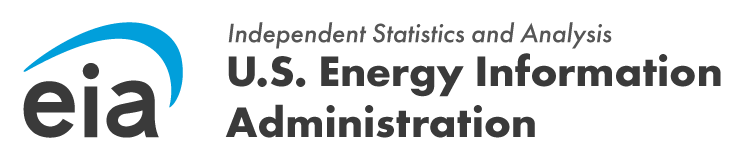 eia
Independent Statistics and Analysis
U.S. Energy Information
Administration